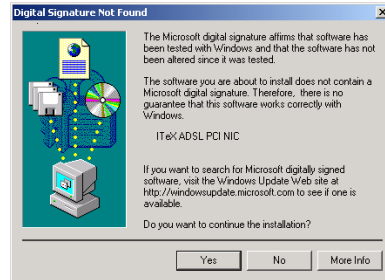 Digital Signature Not Found
The Microsoft digital signature affirms that software has
been tested with Windows and that the software has not
been altered since it was tested.
The software you are about to install does not contain a
Microsoft digital signature. Therefore, there is no
guarantee that this software works correctly with
Windows.
ITeX ADSL PCI NIC
If you want to search for Microsoft digitally signed
software, visit the Windows Update Web site at
http://windowsupdate.microsoft.com to see if one is
available.
Do you want to continue the installation?
Yes No More Info